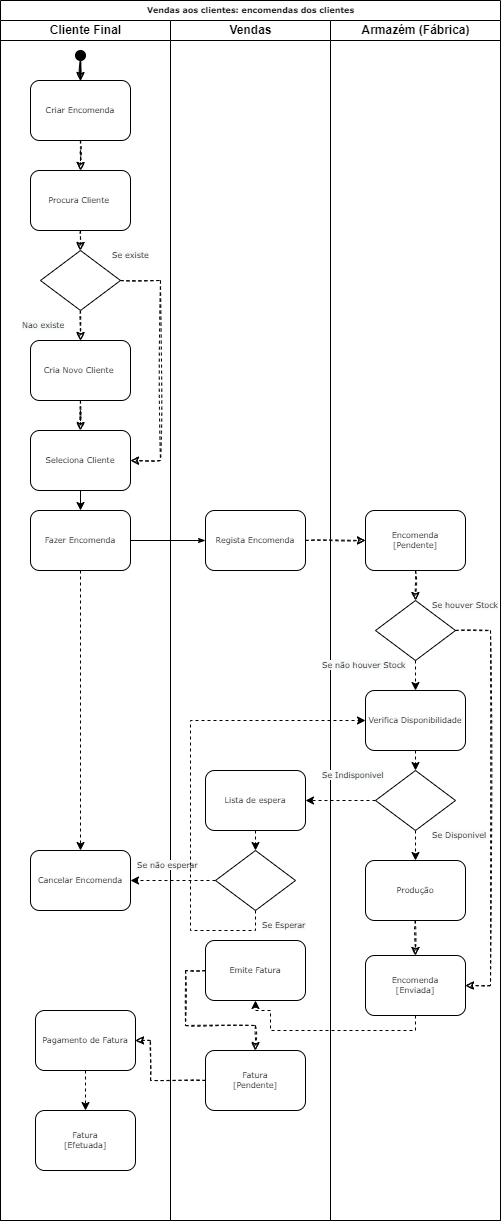 Vendas aos clientes: encomendas dos clientes
Cliente Final
Vendas
Armazém (Fábrica)
Criar Encomenda
Procura Cliente
Se existe
Nao existe
Cria Novo Cliente
Seleciona Cliente
Fazer Encomenda
Regista Encomenda
Encomenda
[Pendente]
Se houver Stock
Se não houver Stock
Verifica Disponibilidade
Se Indisponivel
Lista de espera
Se Disponivel
Se não esperar
Cancelar Encomenda
Produção
Se Esperar
Emite Fatura
Encomenda
[Enviada]
Pagamento de Fatura
Fatura
[Pendente]
Fatura
[Efetuada]